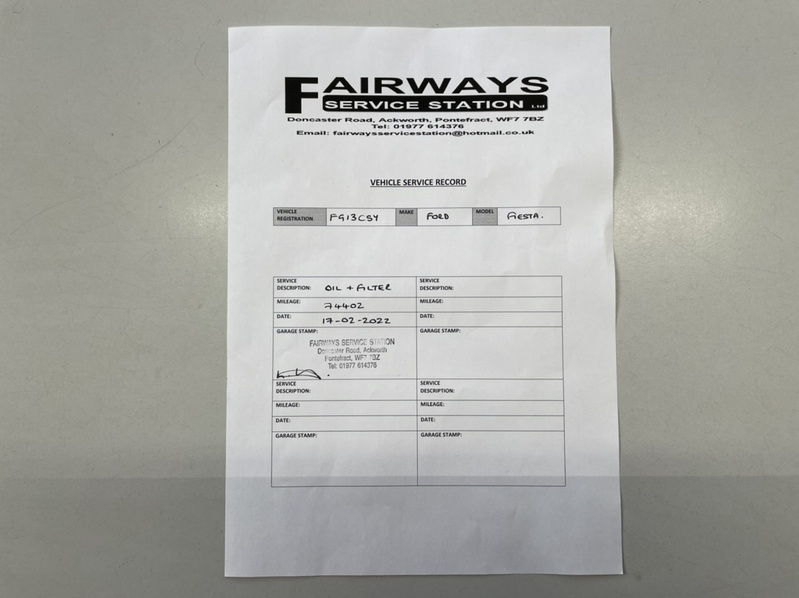 FAIRWAYS
SERVICE STATION Ltd
Doncaster Road, Ackworth, Pontefract, WF7 7BZ
Tel: 01977 614376
Email: fairwaysservicestation@hotmail.co.uk
VEHICLE SERVICE RECORD
VEHICLE REGISTRATION FG13CSY MAKE FORD MODEL FIESTA.
SERVICE DESCRIPTION: OIL + FILTER
MILEAGE: 74402
DATE: 17-02-2022
GARAGE STAMP:
FAIRWAYS SERVICE STATION
Doncaster Road, Ackworth
Pontefract, WF7 7BZ
Tel: 01977 614376
SERVICE DESCRIPTION:
MILEAGE:
DATE:
GARAGE STAMP:
SERVICE DESCRIPTION:
MILEAGE:
DATE:
GARAGE STAMP:
SERVICE DESCRIPTION:
MILEAGE:
DATE:
GARAGE STAMP: